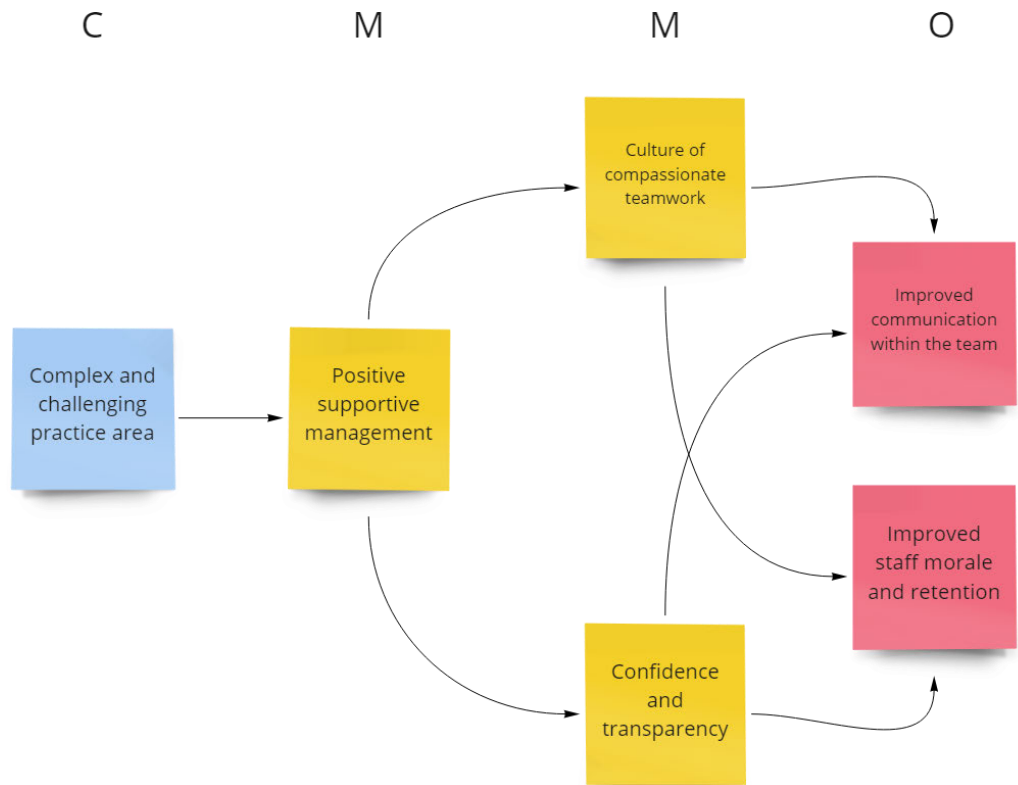 C
M
M
O
Culture of
compassionate
teamwork
Improved
communication
within the team
Complex and
challenging
practice area
Positive
supportive
management
Improved
staff morale
and retention
Confidence
and
transparency